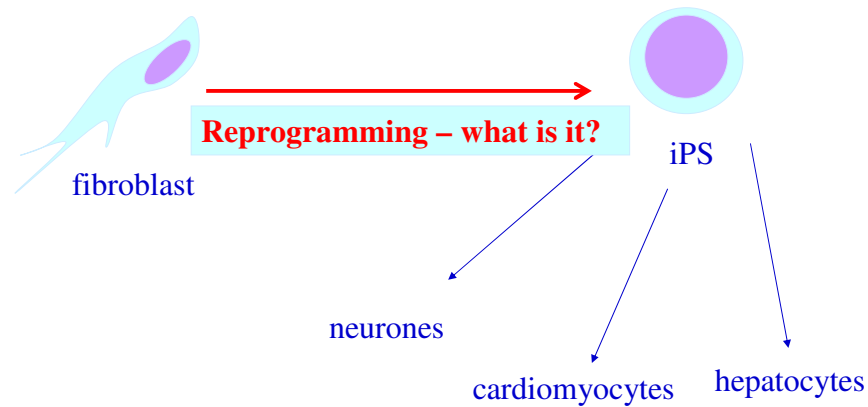 Reprogramming – what is it?
iPS
fibroblast
neurones
cardiomyocytes
hepatocytes